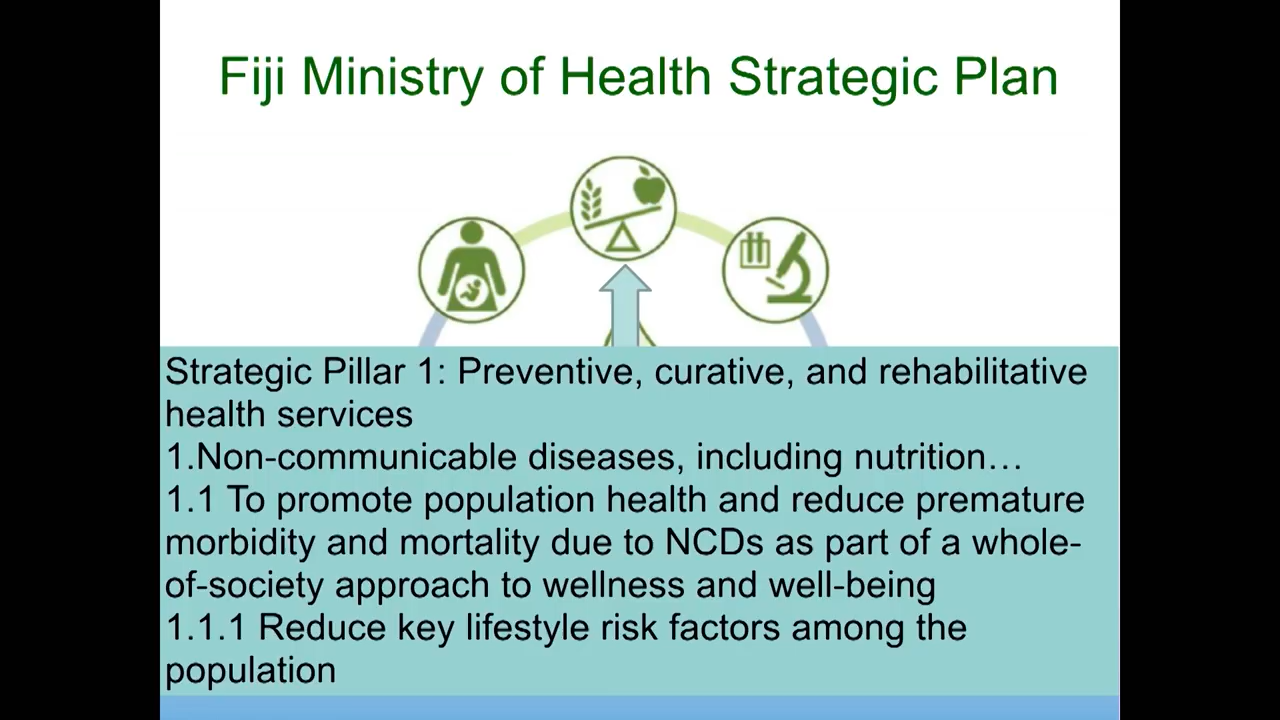 Fiji Ministry of Health Strategic Plan
Strategic Pillar 1: Preventive, curative, and rehabilitative
health services
1.Non-communicable diseases, including nutrition…
1.1 To promote population health and reduce premature
morbidity and mortality due to NCDs as part of a whole-
of-society approach to wellness and well-being
1.1.1 Reduce key lifestyle risk factors among the
population